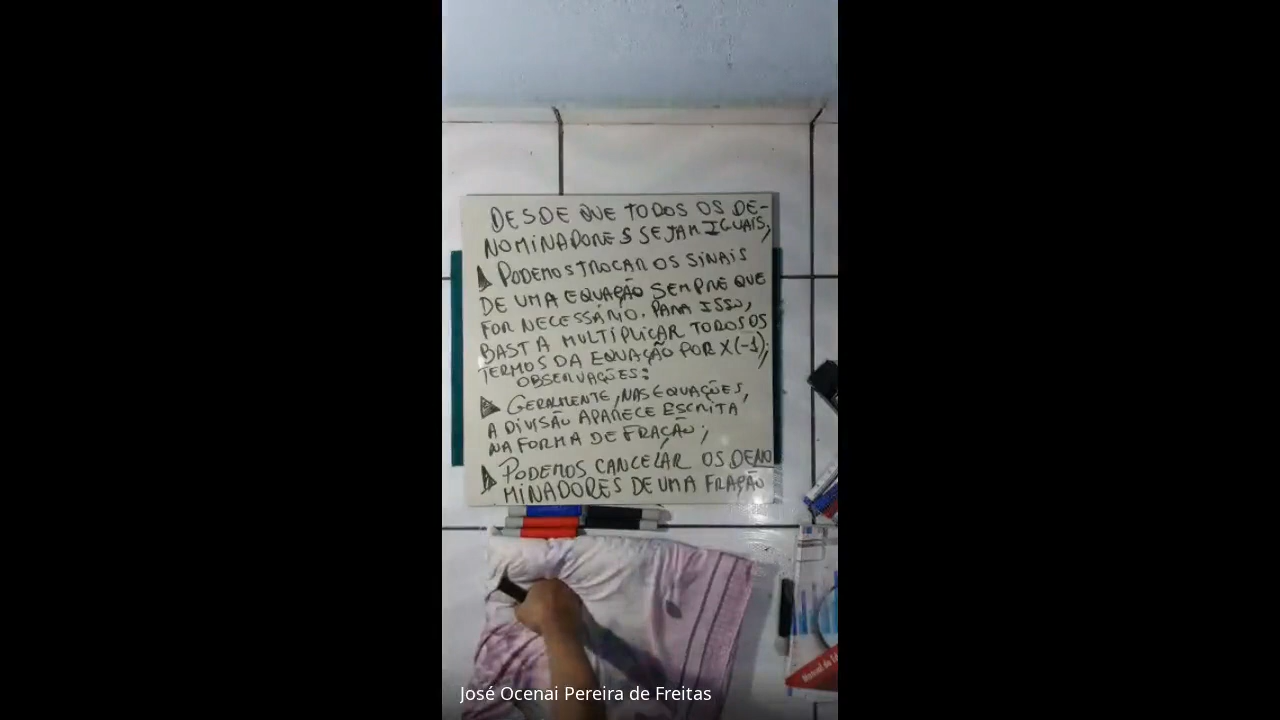 DESDE QUE TODOS OS DE-
NOMINADORES SEJAM IGUAIS;
PODEMOS TROCAR OS SINAIS
DE UMA EQUAÇÃO SEMPRE QUE
FOR NECESSÁRIO. PARA ISSO,
BASTA MULTIPLICAR TODOS OS
TERMOS DA EQUAÇÃO POR X(-1);
OBSERVAÇÕES:
GERALMENTE, NAS EQUAÇÕES,
A DIVISÃO APARECE ESCRITA
NA FORMA DE FRAÇÃO;
PODEMOS CANCELAR OS DENO
MINADORES DE UMA FRAÇÃO
José Ocenai Pereira de Freitas